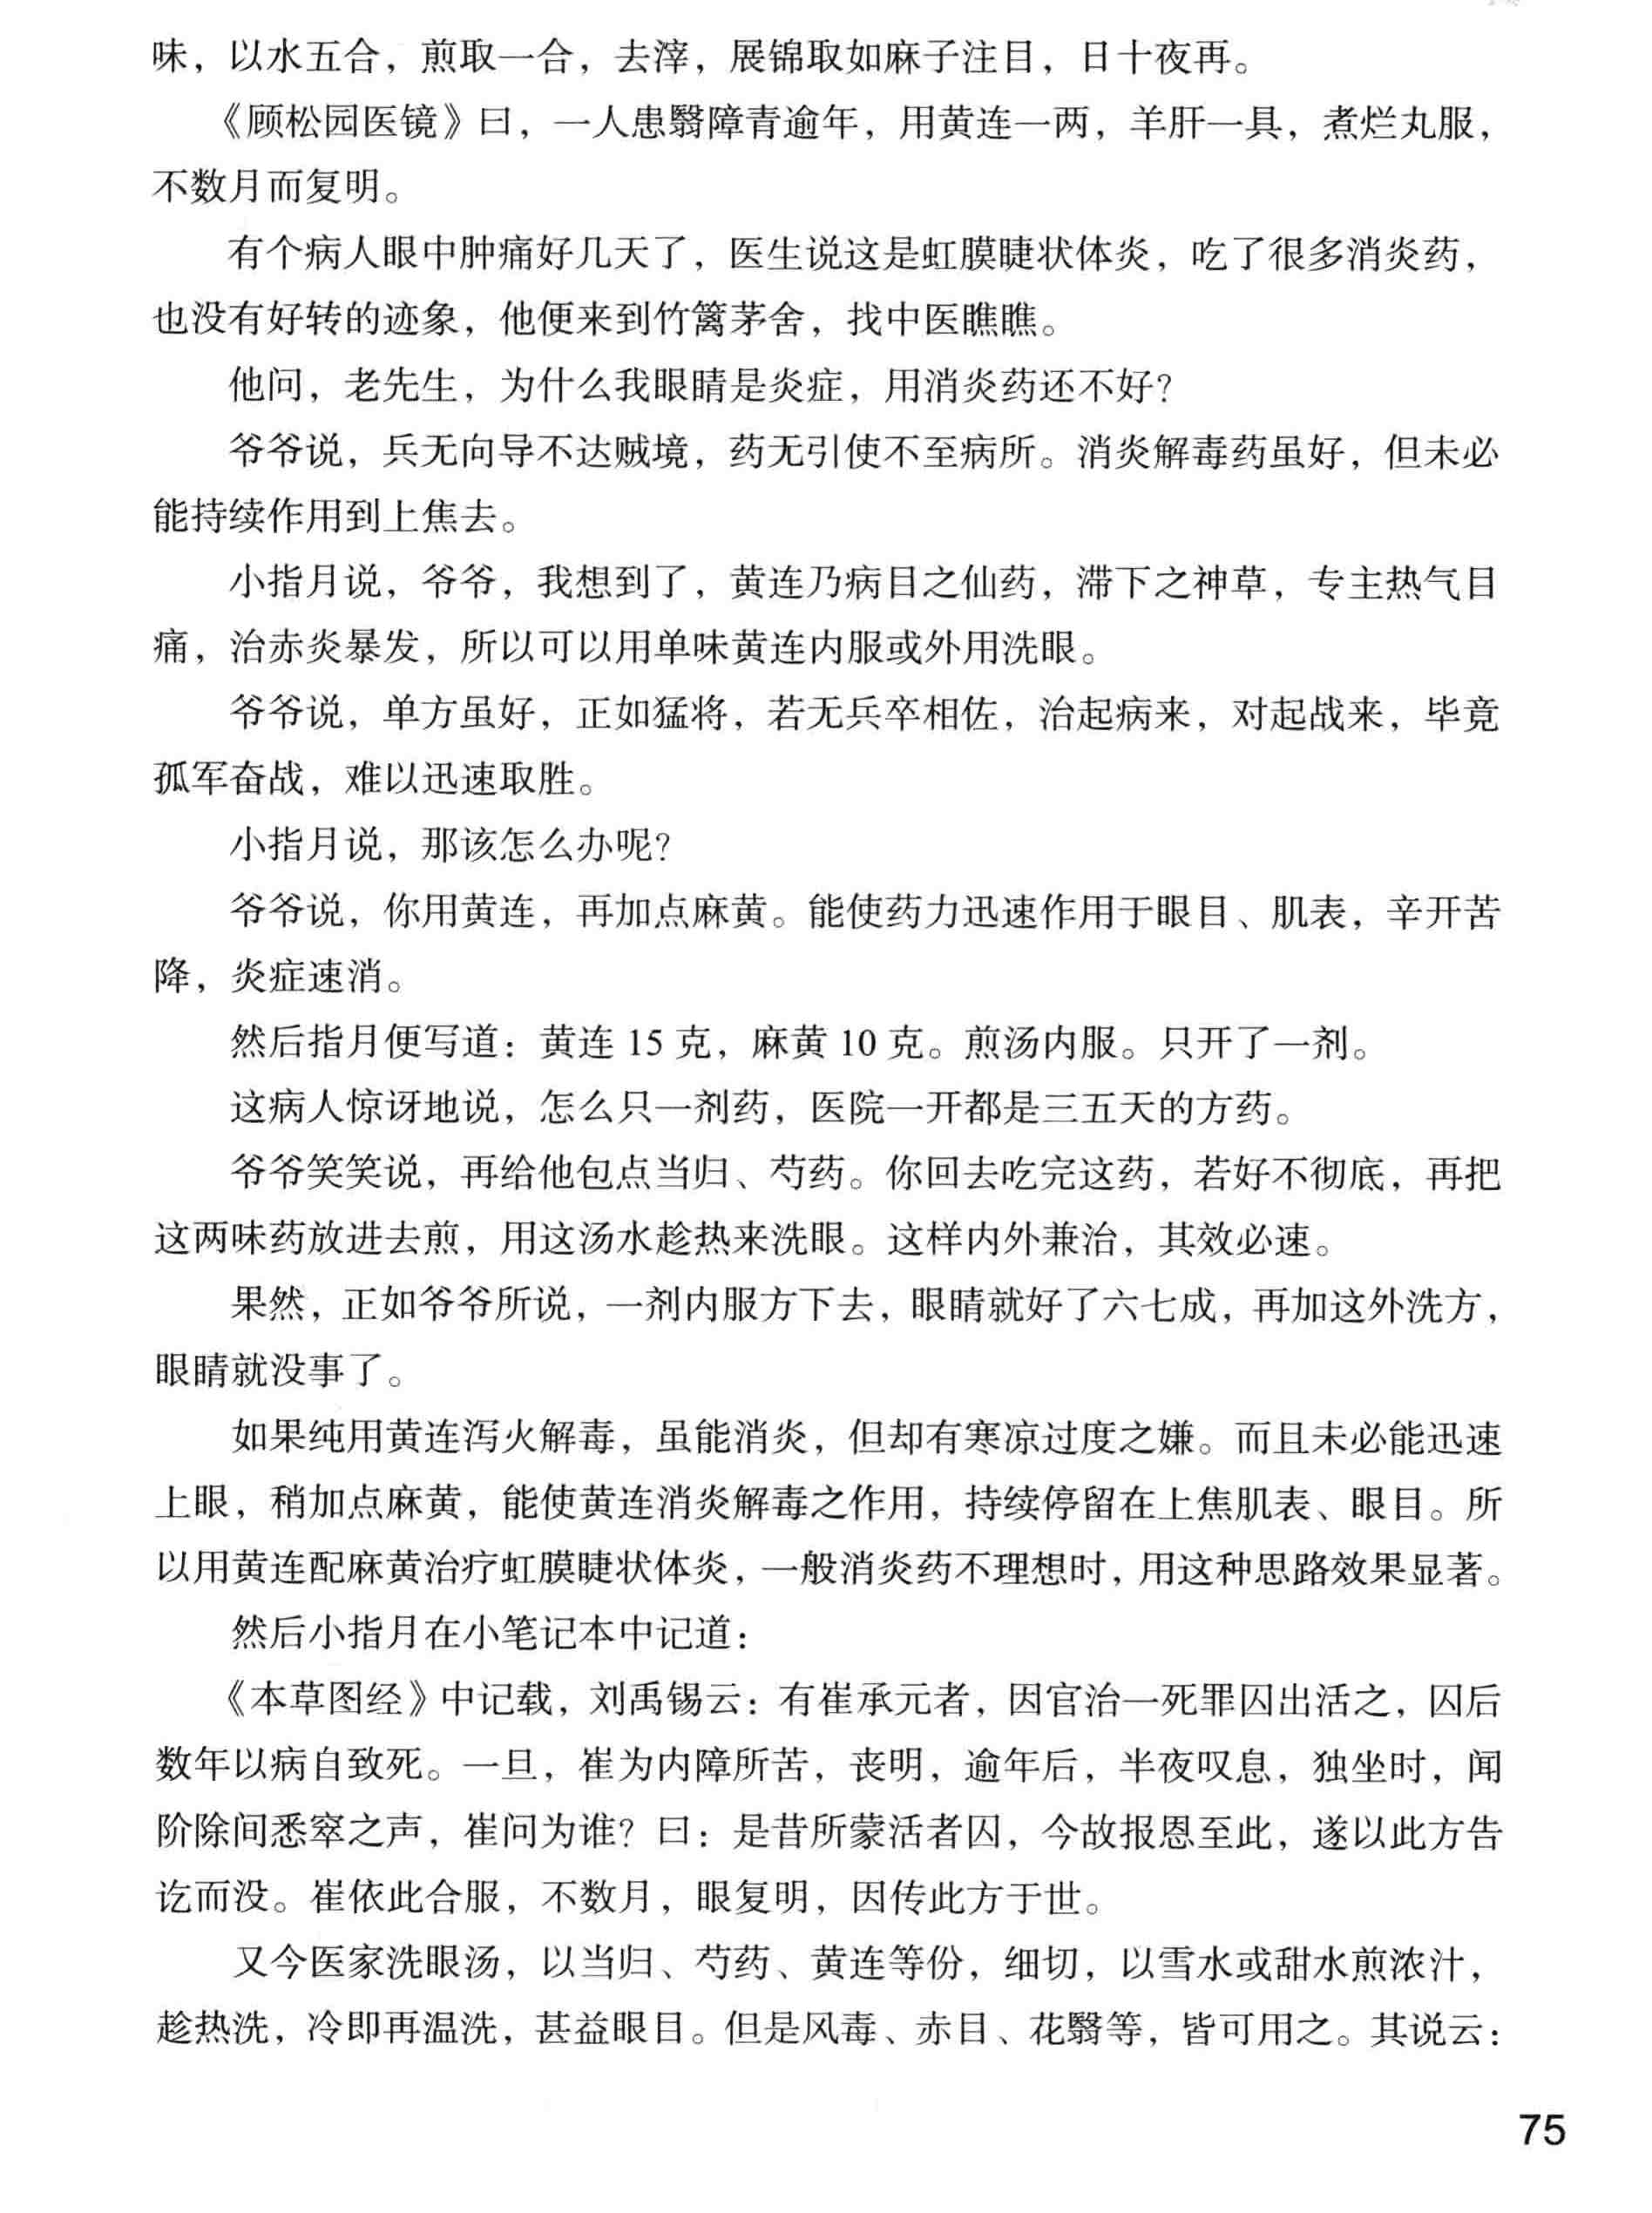 味，以水五合，煎取一合，去滓，展锦取如麻子注目，日十夜再。
《顾松园医镜》曰，一人患翳障青逾年，用黄连一两，羊肝一具，煮烂丸服，
不数月而复明。
有个病人眼中肿痛好几天了，医生说这是虹膜睫状体炎，吃了很多消炎药，
也没有好转的迹象，他便来到竹篱茅舍，找中医瞧瞧。
他问，老先生，为什么我眼睛是炎症，用消炎药还不好？
爷爷说，兵无向导不达贼境，药无引使不至病所。消炎解毒药虽好，但未必
能持续作用到上焦去。
小指月说，爷爷，我想到了，黄连乃病目之仙药，滞下之神草，专主热气目
痛，治赤炎暴发，所以可以用单味黄连内服或外用洗眼。
爷爷说，单方虽好，正如猛将，若无兵卒相佐，治起病来，对起战来，毕竟
孤军奋战，难以迅速取胜。
小指月说，那该怎么办呢？
爷爷说，你用黄连，再加点麻黄。能使药力迅速作用于眼目、肌表，辛开苦
降，炎症速消。
然后指月便写道：黄连 15 克，麻黄 10 克。煎汤内服。只开了一剂。
这病人惊讶地说，怎么只一剂药，医院一开都是三五天的方药。
爷爷笑笑说，再给他包点当归、芍药。你回去吃完这药，若好不彻底，再把
这两味药放进去煎，用这汤水趁热来洗眼。这样内外兼治，其效必速。
果然，正如爷爷所说，一剂内服方下去，眼睛就好了六七成，再加这外洗方，
眼睛就没事了。
如果纯用黄连泻火解毒，虽能消炎，但却有寒凉过度之嫌。而且未必能迅速
上眼，稍加点麻黄，能使黄连消炎解毒之作用，持续停留在上焦肌表、眼目。所
以用黄连配麻黄治疗虹膜睫状体炎，一般消炎药不理想时，用这种思路效果显著。
然后小指月在小笔记本中记道：
《本草图经》中记载，刘禹锡云：有崔承元者，因官治一死罪囚出活之，囚后
数年以病自致死。一旦，崔为内障所苦，丧明，逾年后，半夜叹息，独坐时，闻
阶除间悉窣之声，崔问为谁？曰：是昔所蒙活者囚，今故报恩至此，遂以此方告
讫而没。崔依此合服，不数月，眼复明，因传此方于世。
又今医家洗眼汤，以当归、芍药、黄连等份，细切，以雪水或甜水煎浓汁，
趁热洗，冷即再温洗，甚益眼目。但是风毒、赤目、花翳等，皆可用之。其说云：
75